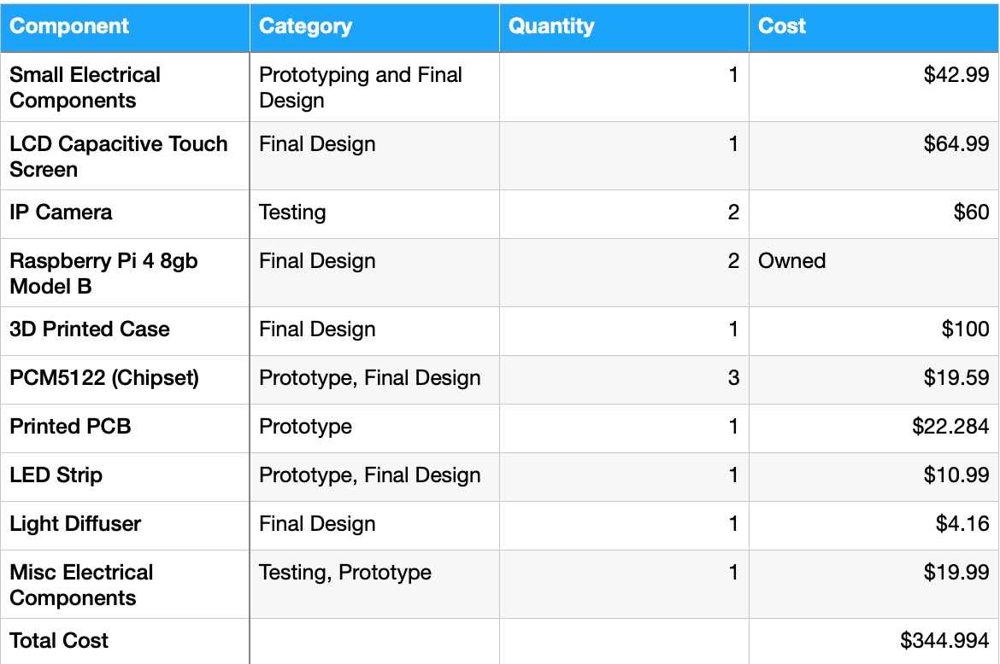 Component Category Quantity Cost
Small Electrical Prototyping and Final 1 $42.99
Components Design
LCD Capacitive Touch Final Design 1 $64.99
Screen
IP Camera Testing 2 $60
Raspberry Pi 4 8gb Final Design 2 Owned
Model B
3D Printed Case Final Design 1 $100
PCM5122 (Chipset) Prototype, Final Design 3 $19.59
Printed PCB Prototype 1 $22.284
LED Strip Prototype, Final Design 1 $10.99
Light Diffuser Final Design 1 $4.16
Misc Electrical Testing, Prototype 1 $19.99
Components
Total Cost $344.994